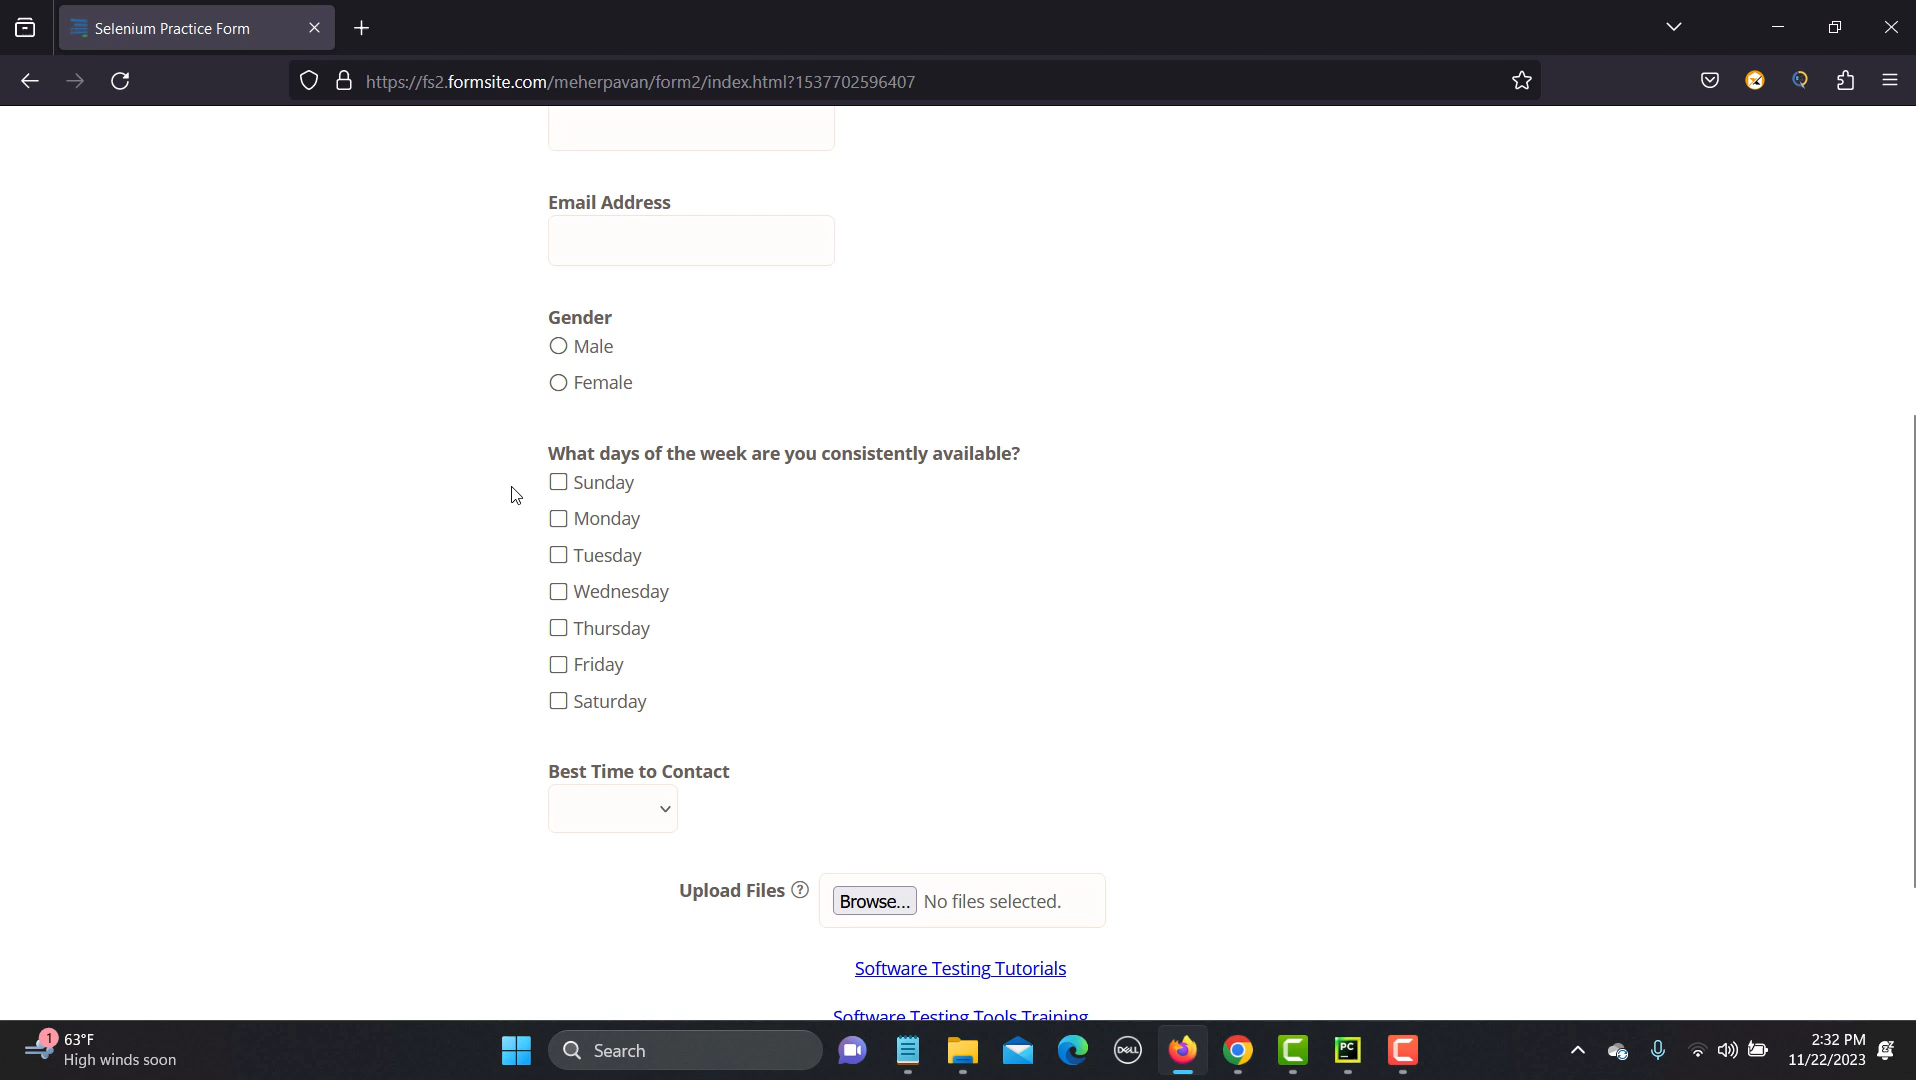 Selenium Practice Form
https://fs2.formsite.com/meherpavan/form2/index.html?1537702596407
Email Address
Gender
Male
Female
What days of the week are you consistently available?
Sunday
Monday
Tuesday
Wednesday
Thursday
Friday
Saturday
Best Time to Contact
Upload Files ?
Browse... No files selected.
Software Testing Tutorials
Software Testing Tools Training
1
63°F
High winds soon
Search
DELL
PC
2:32 PM
11/22/2023